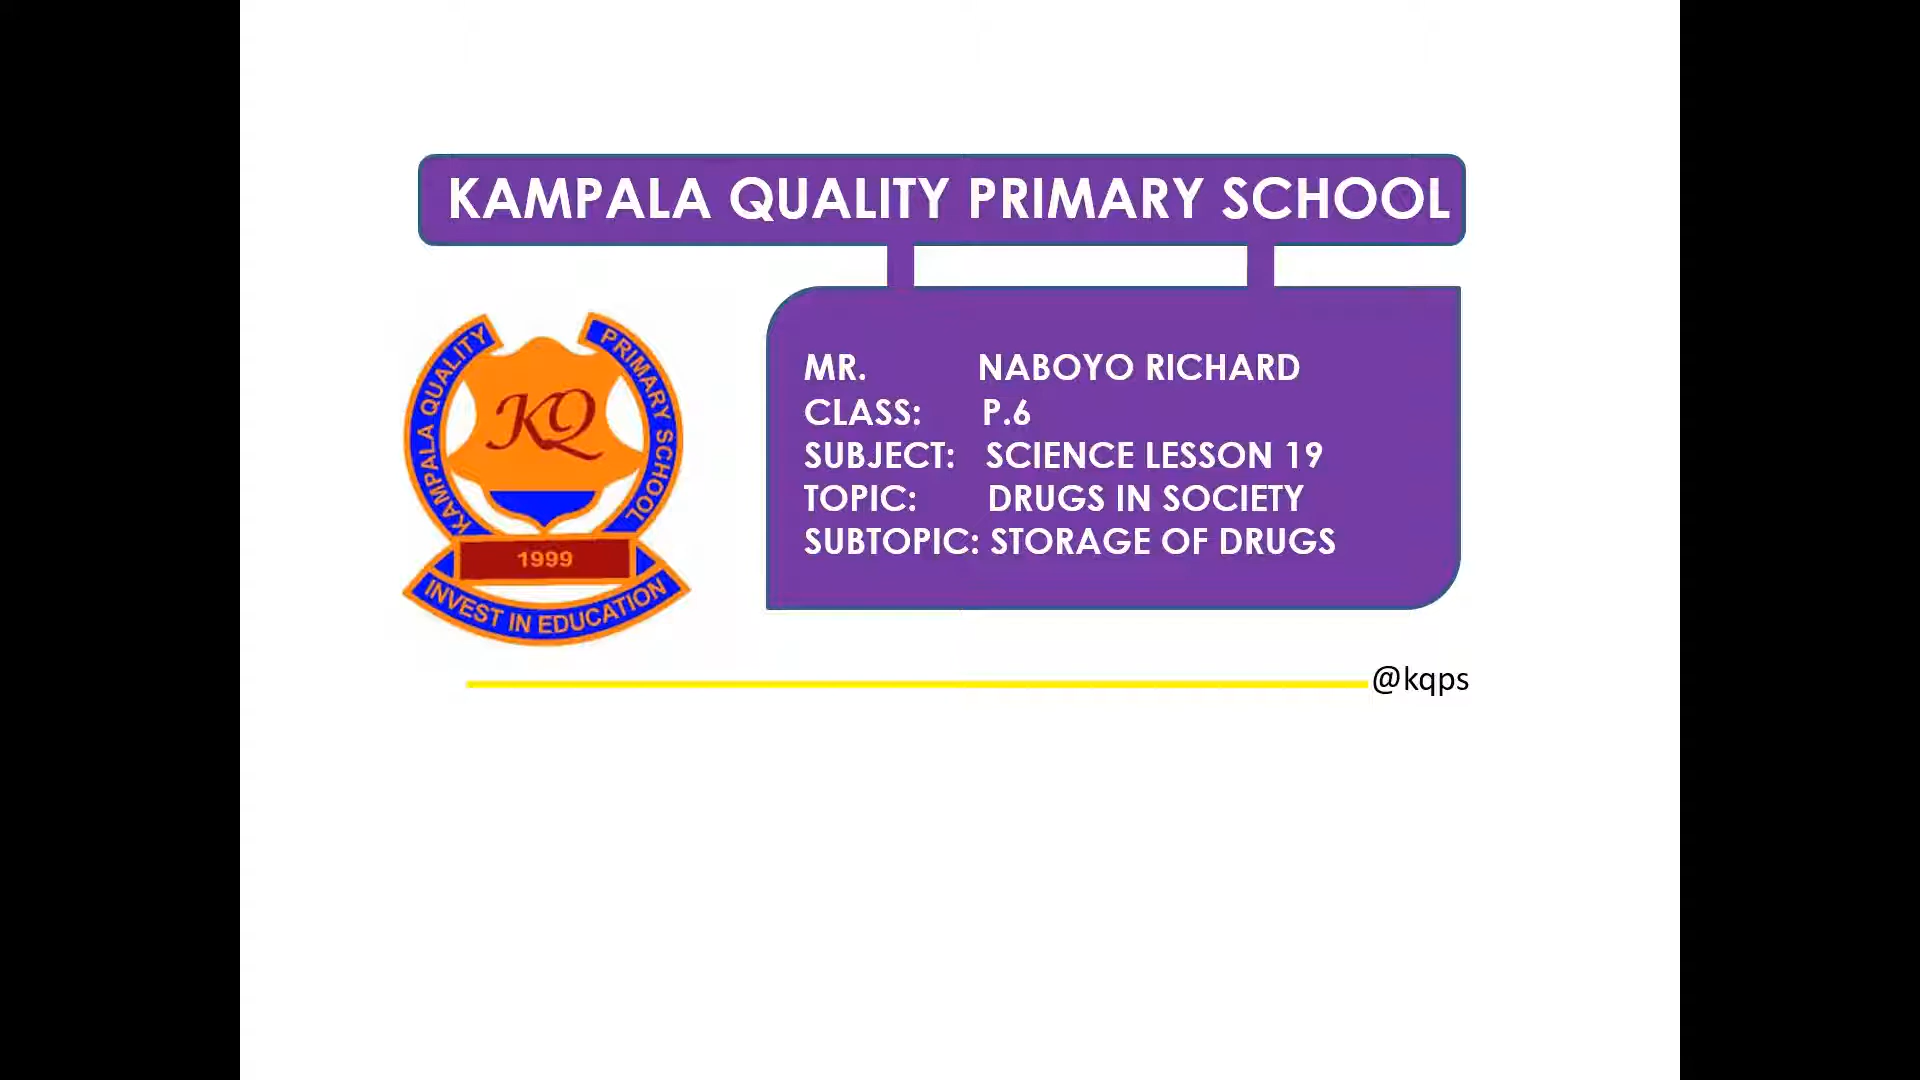 KAMPALA QUALITY PRIMARY SCHOOL
KAMPALA QUALITY PRIMARY SCHOOL
KQ
1999
INVEST IN EDUCATION
MR. NABOYO RICHARD
CLASS: P.6
SUBJECT: SCIENCE LESSON 19
TOPIC: DRUGS IN SOCIETY
SUBTOPIC: STORAGE OF DRUGS
@kqps